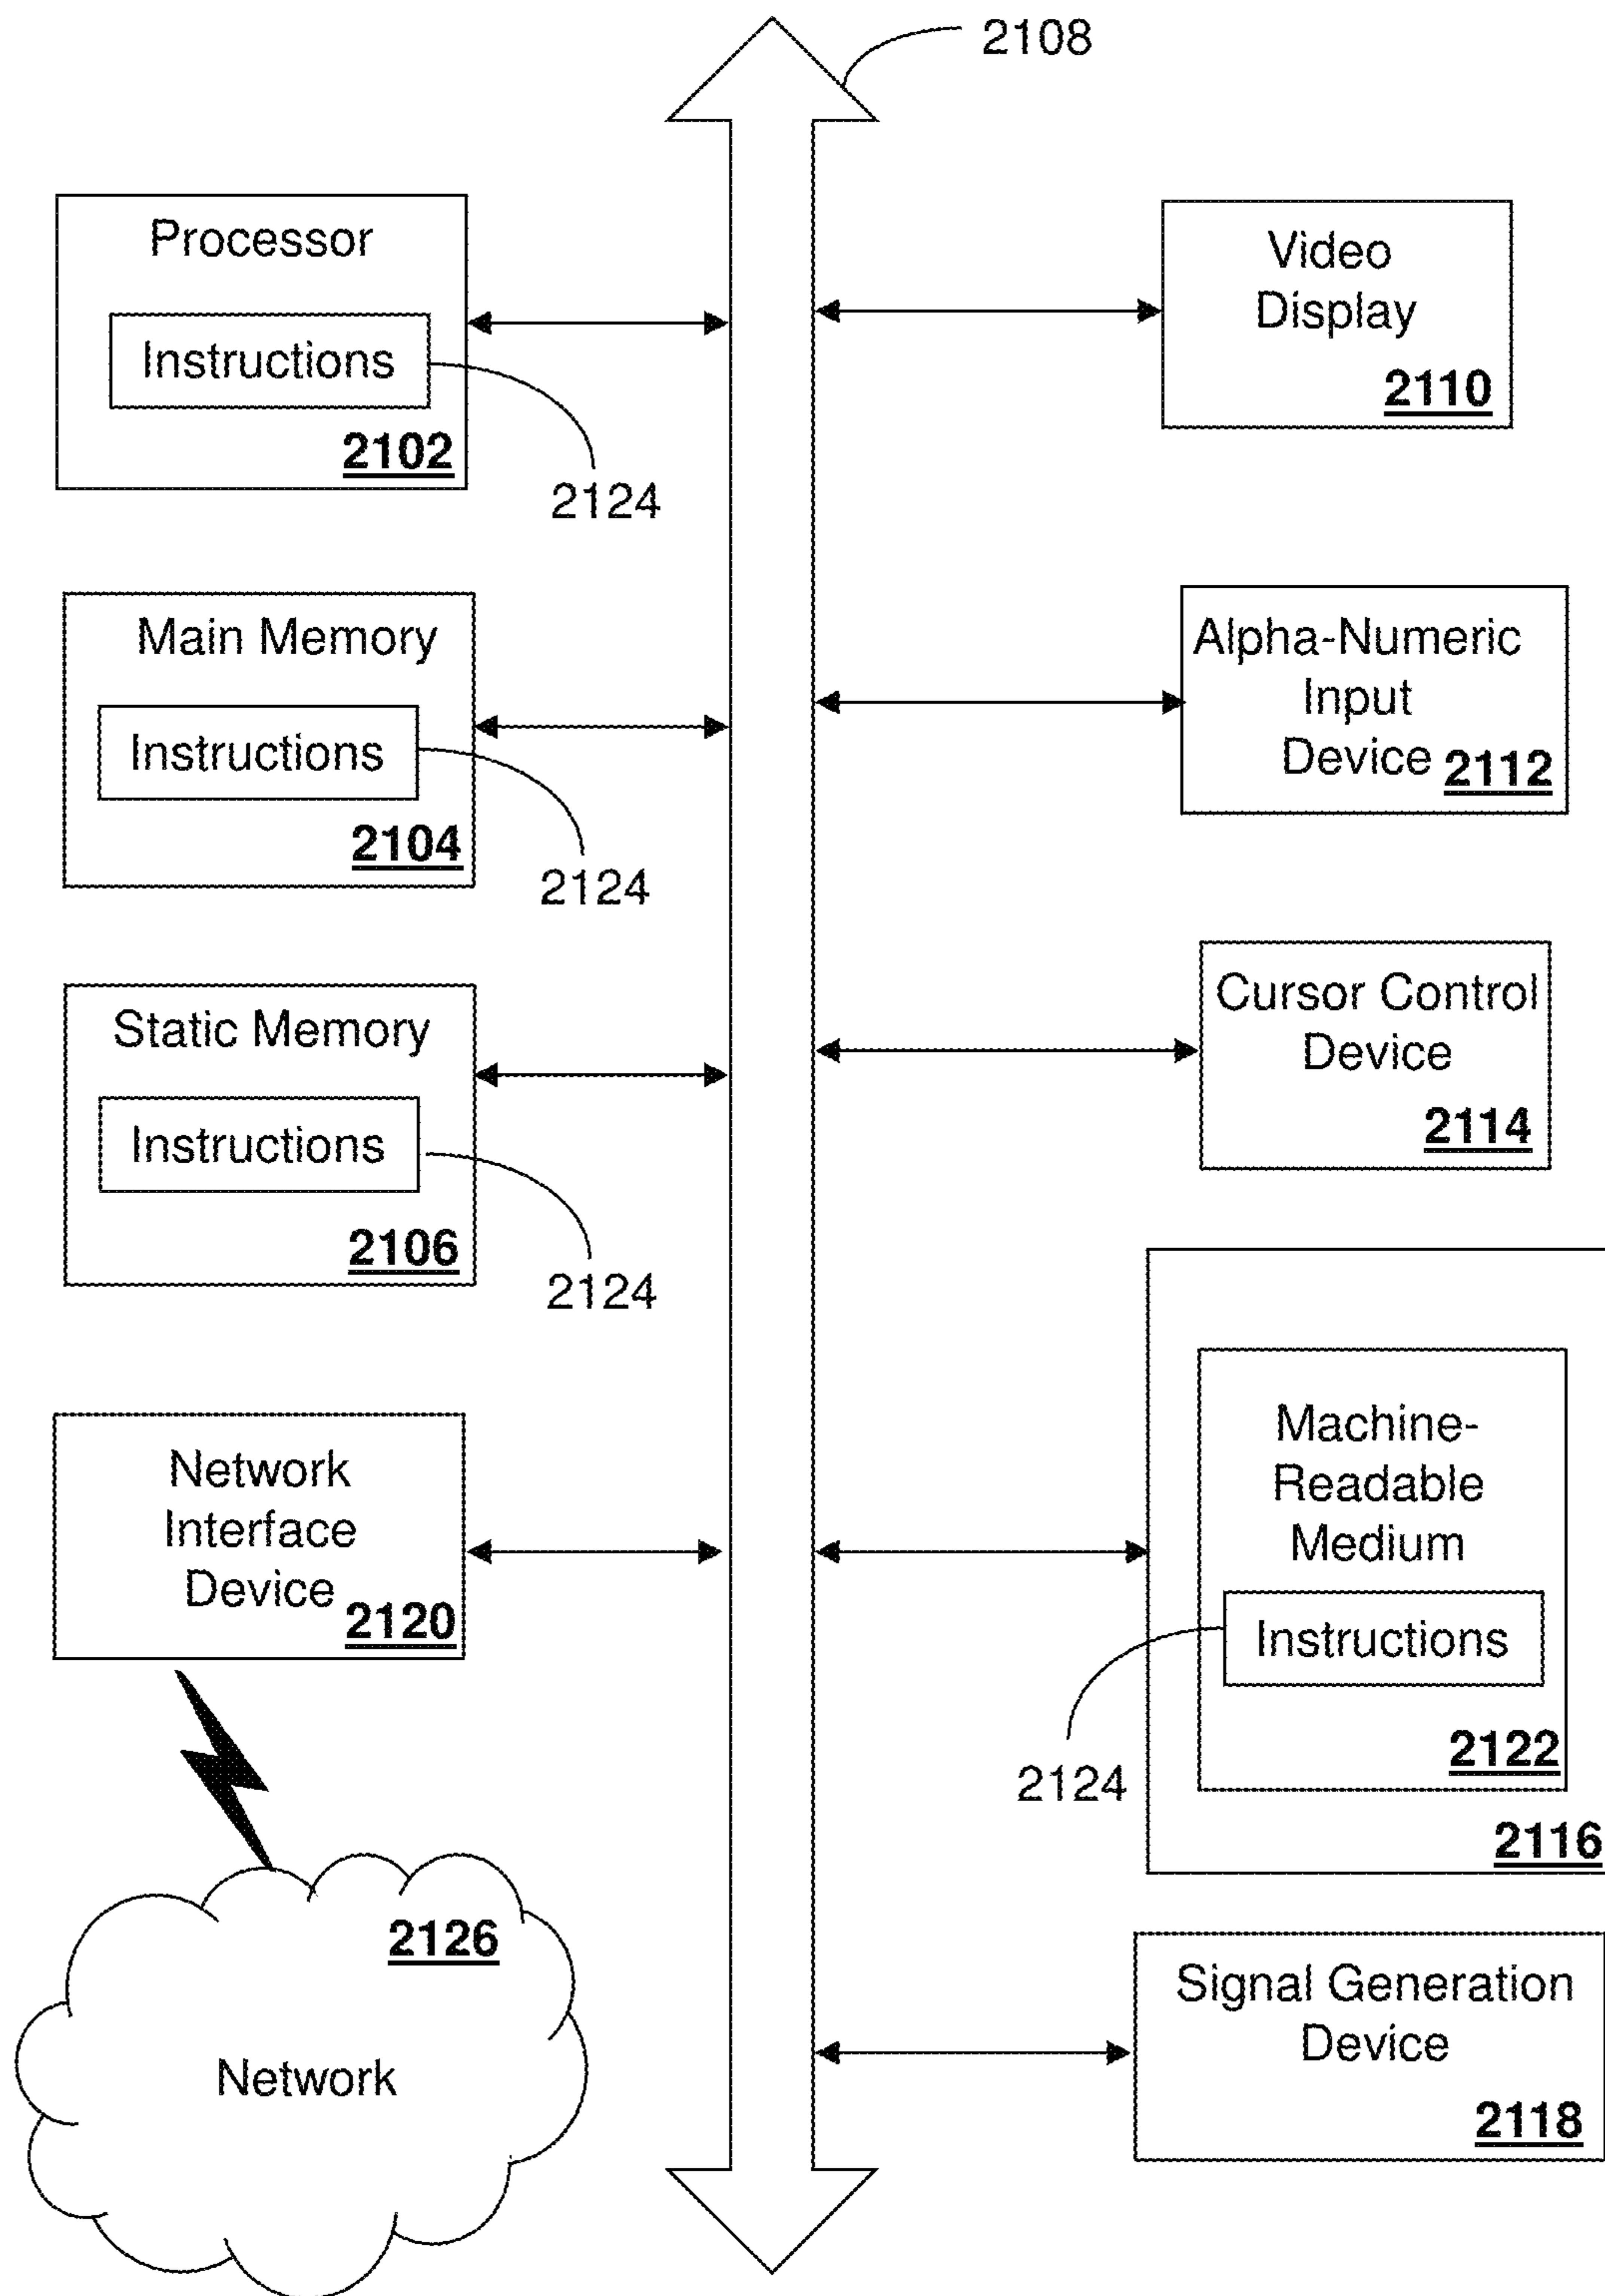 2108
Processor
Instructions
2102
2124
Main Memory
Instructions
2104
2124
Static Memory
Instructions
2106
2124
Network
Interface
Device
2120
2126
Network
Video
Display
2110
Alpha-Numeric
Input
Device
2112
Cursor Control
Device
2114
Machine-
Readable
Medium
Instructions
2122
2124
2116
Signal Generation
Device
2118